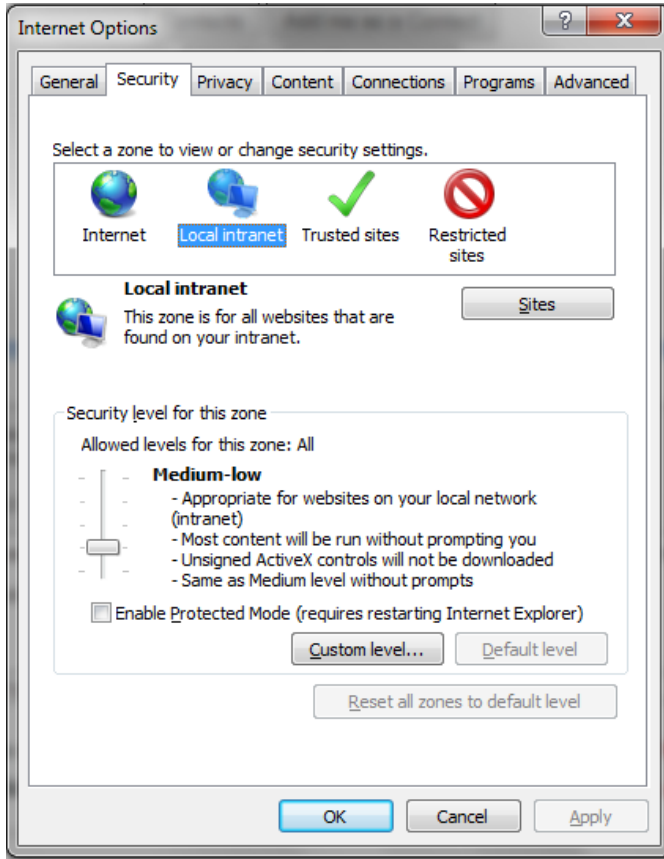 Internet Options
?
X
General Security Privacy Content Connections Programs Advanced
Select a zone to view or change security settings.
Internet Local intranet Trusted sites Restricted
sites
Local intranet
Sites
This zone is for all websites that are
found on your intranet.
Security level for this zone
Allowed levels for this zone: All
Medium-low
- Appropriate for websites on your local network
(intranet)
- Most content will be run without prompting you
- Unsigned ActiveX controls will not be downloaded
- Same as Medium level without prompts
Enable Protected Mode (requires restarting Internet Explorer)
Custom level... Default level
Reset all zones to default level
OK Cancel Apply